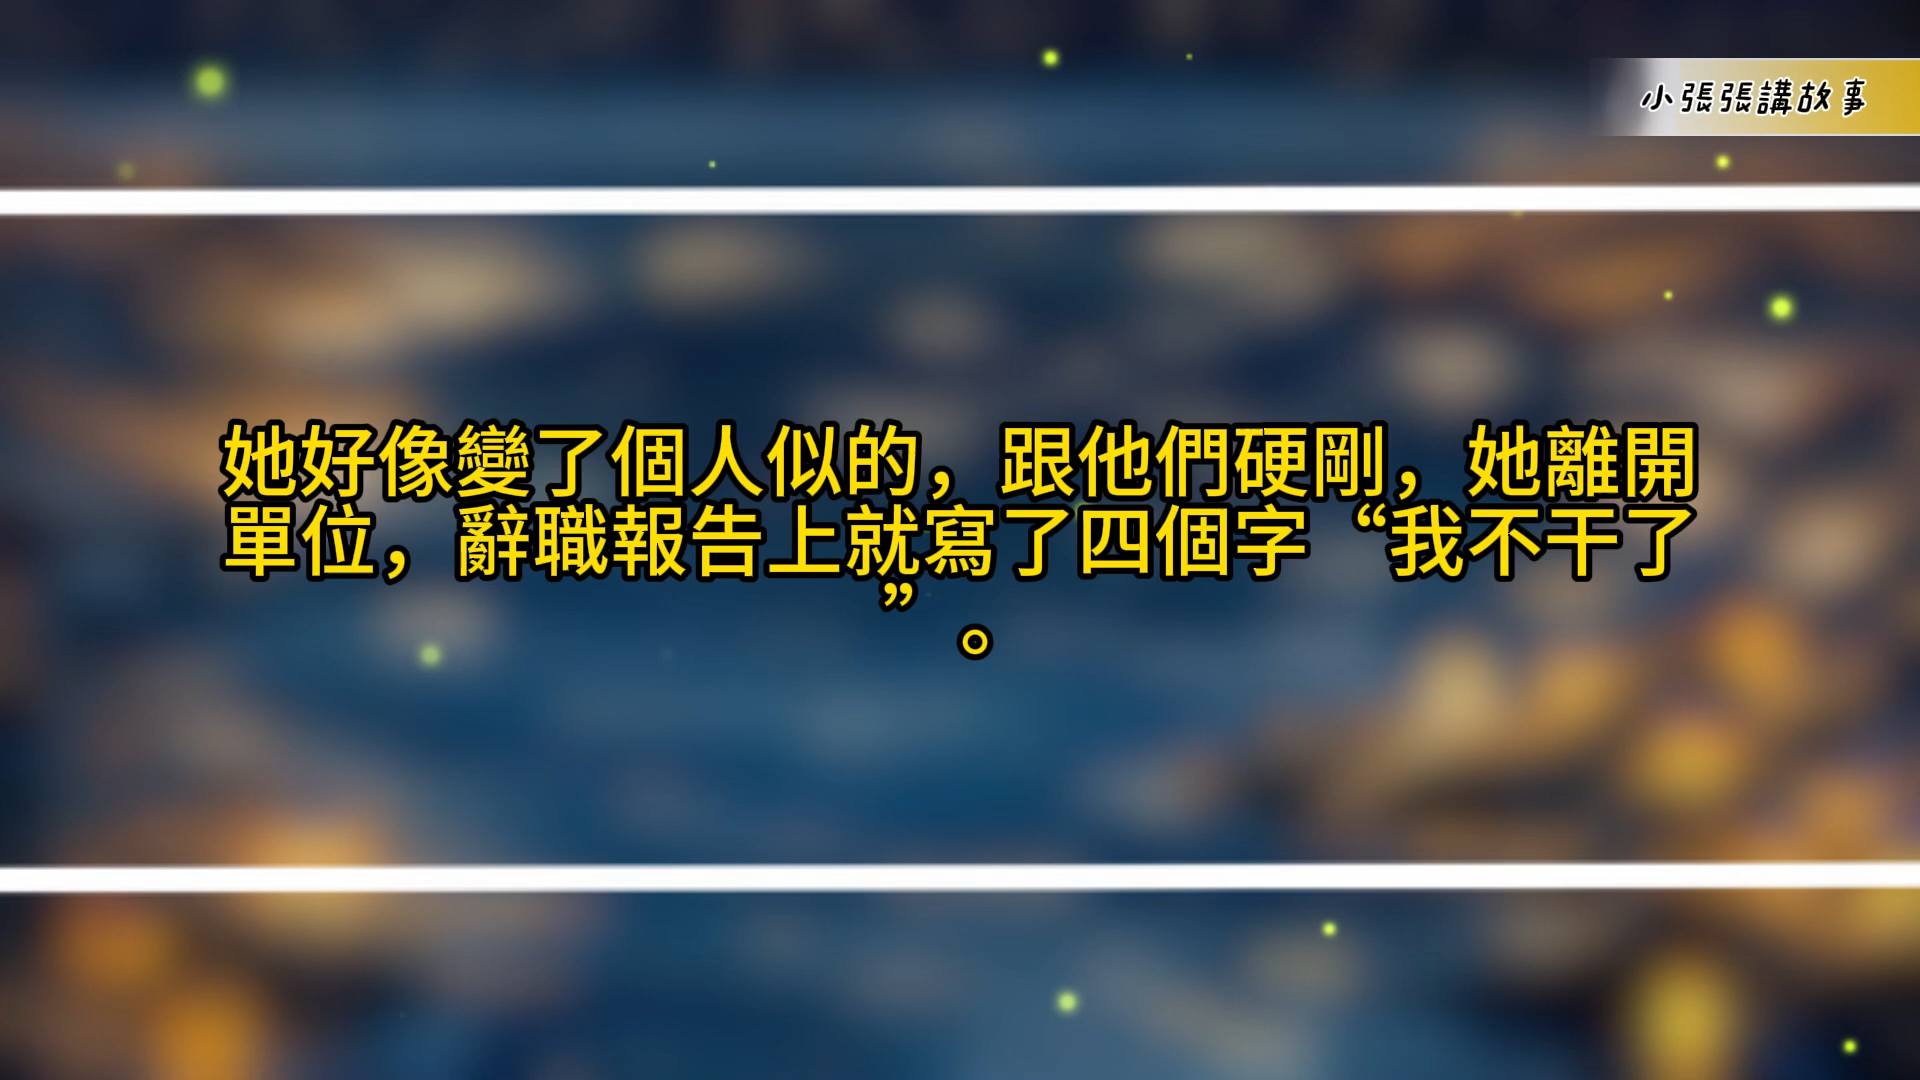 小張張講故事
她好像變了個人似的，跟他們硬剛，她離開
單位，辭職報告上就寫了四個字“我不干了
”。